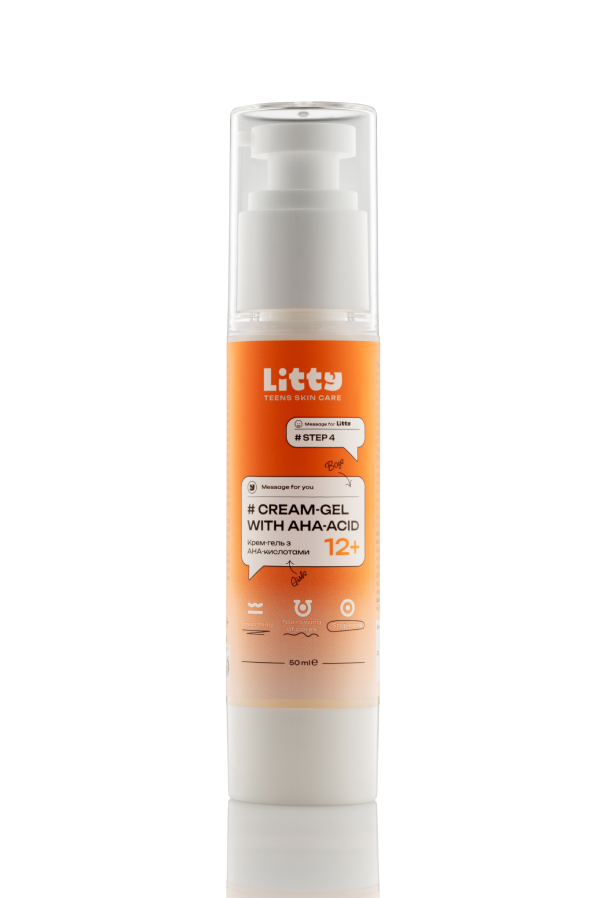 Litty
TEENS SKIN CARE
Message for Litty
# STEP 4
Boys
Message for you
# CREAM-GEL
WITH AHA-ACID
Крем-гель з
АНА-кислотами
12+
50 ml ℮